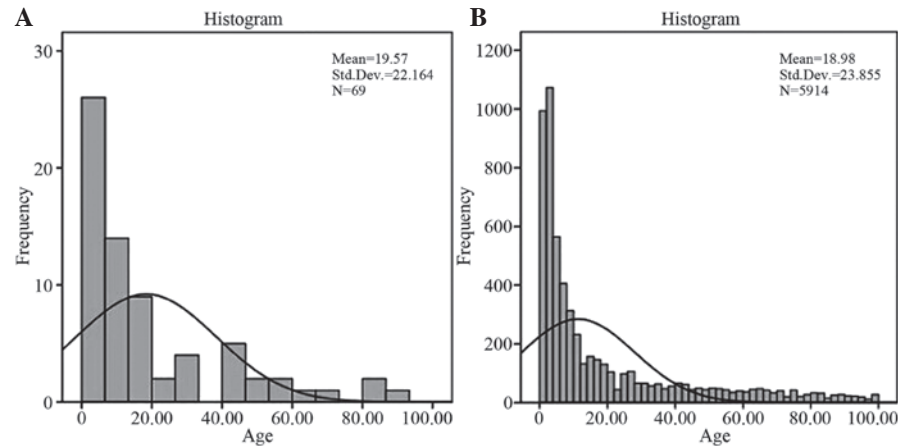 A
Histogram
Mean=19.57
Std.Dev.=22.164
N=69
30
20
10
0
Frequency
0 20.00 40.00 60.00 80.00 100.00
Age
B
Histogram
Mean=18.98
Std.Dev.=23.855
N=5914
1200
1000
800
600
400
200
0
Frequency
0 20.00 40.00 60.00 80.00 100.00
Age